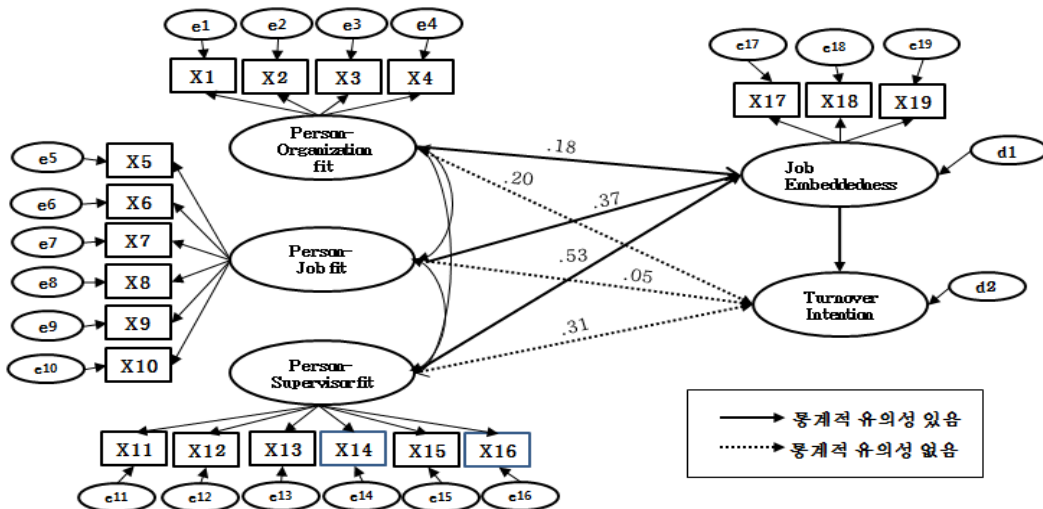 e1 e2 e3 e4
X1 X2 X3 X4
e17 e18 e19
X17 X18 X19
Person-
Organization
fit
e5 X5
e6 X6
e7 X7
e8 X8
e9 X9
e10 X10
Person-
Job fit
Person-
Supervisor fit
X11 X12 X13 X14 X15 X16
e11 e12 e13 e14 e15 e16
.18
.20
.37
.53
.05
.31
Job
Embeddedness
d1
Turnover
Intention
d2
통계적 유의성 있음
통계적 유의성 없음